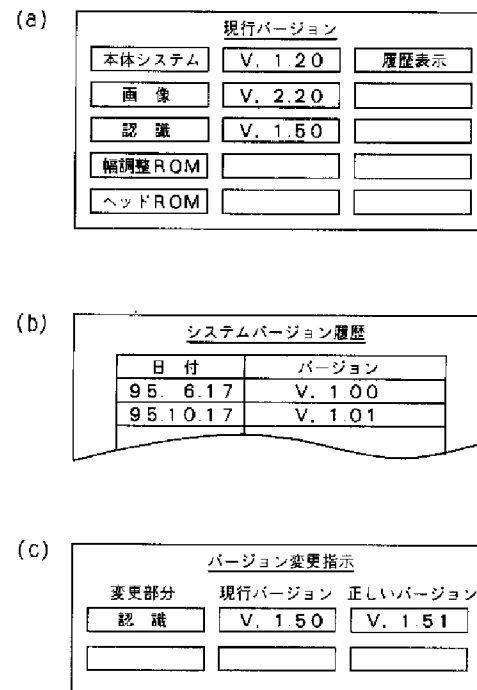 (a)
現行バージョン
本体システム V. 1.20 履歴表示
画 像 V. 2.20
認 識 V. 1.50
幅調整ROM
ヘッドROM
(b)
システムバージョン履歴
日 付 バージョン
95. 6.17 V. 1.00
95.10.17 V. 1.01
(c)
バージョン変更指示
変更部分 現行バージョン 正しいバージョン
認 識 V. 1.50 V. 1.51